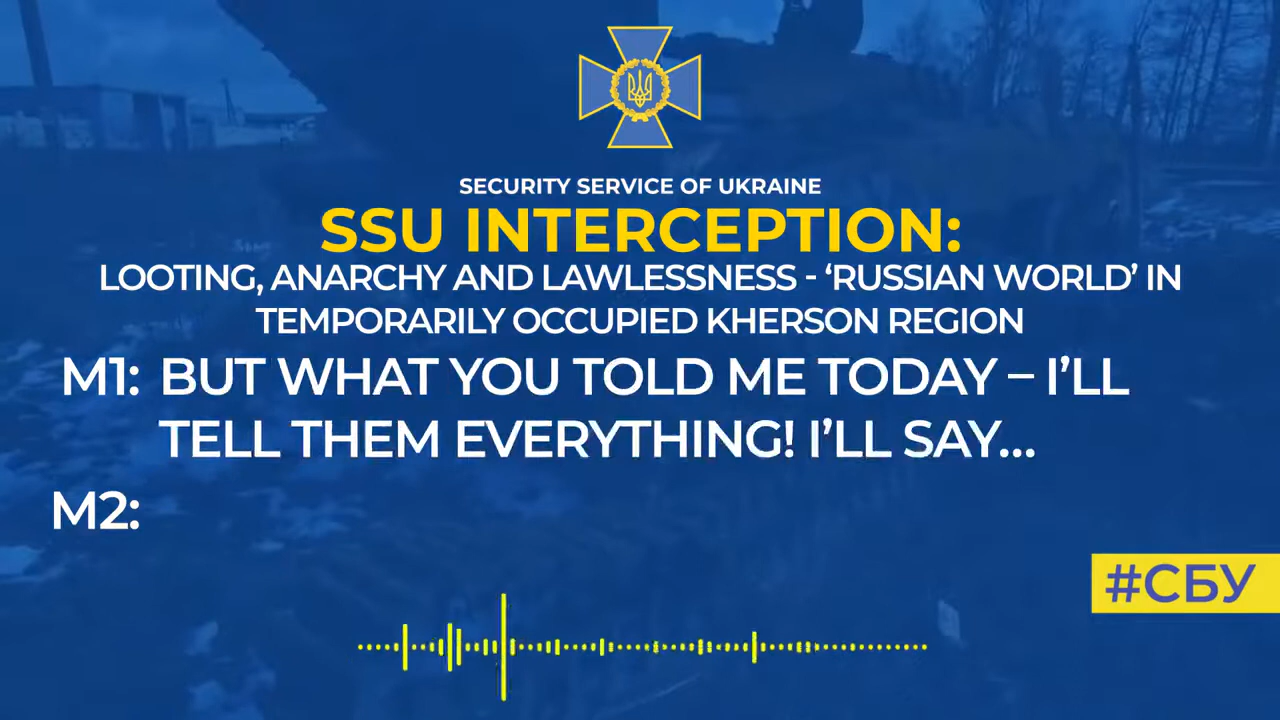 SECURITY SERVICE OF UKRAINE
SSU INTERCEPTION:
LOOTING, ANARCHY AND LAWLESSNESS - ‘RUSSIAN WORLD’ IN
TEMPORARILY OCCUPIED KHERSON REGION
M1: BUT WHAT YOU TOLD ME TODAY – I’LL
TELL THEM EVERYTHING! I’LL SAY...
M2:
#СБУ